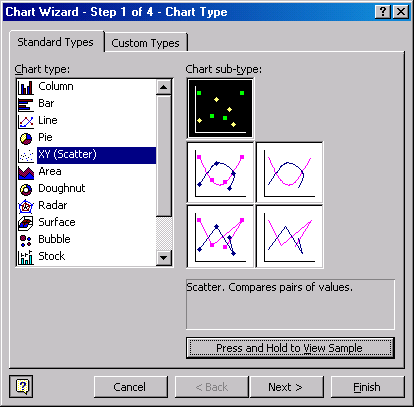 Chart Wizard - Step 1 of 4 - Chart Type
Standard Types
Custom Types
Chart type:
Column
Bar
Line
Pie
XY (Scatter)
Area
Doughnut
Radar
Surface
Bubble
Stock
Chart sub-type:
Scatter. Compares pairs of values.
Press and Hold to View Sample
Cancel
< Back
Next >
Finish